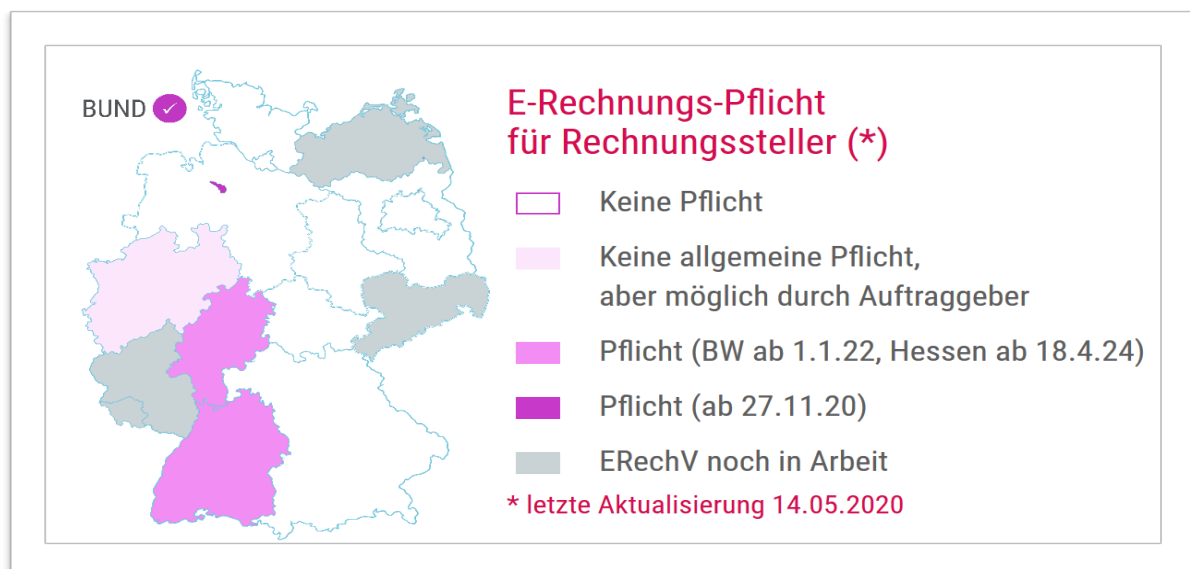 BUND
E-Rechnungs-Pflicht
für Rechnungssteller (*)
Keine Pflicht
Keine allgemeine Pflicht,
aber möglich durch Auftraggeber
Pflicht (BW ab 1.1.22, Hessen ab 18.4.24)
Pflicht (ab 27.11.20)
ERechV noch in Arbeit
* letzte Aktualisierung 14.05.2020